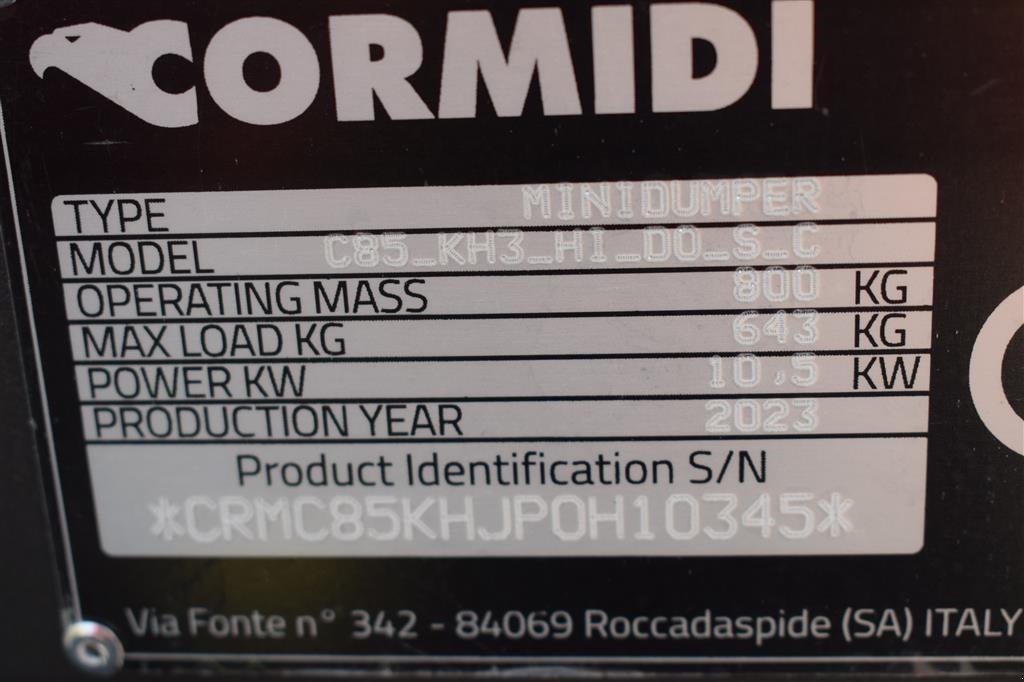 CORMIDI
TYPE MINIDUMPER
MODEL C85_KH3_HI_DO_S_C
OPERATING MASS 800 KG
MAX LOAD KG 643 KG
POWER KW 10,5 KW
PRODUCTION YEAR 2023
Product Identification S/N
*CRMC85KHJP0H10345*
Via Fonte n° 342 - 84069 Roccadaspide (SA) ITALY